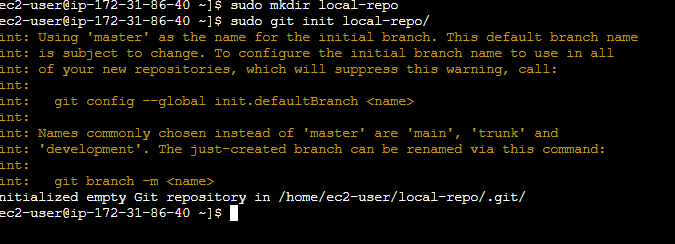 ec2-user@ip-172-31-86-40 ~]$ sudo mkdir local-repo
ec2-user@ip-172-31-86-40 ~]$ sudo git init local-repo/
int: Using 'master' as the name for the initial branch. This default branch name
int: is subject to change. To configure the initial branch name to use in all
int: of your new repositories, which will suppress this warning, call:
int:
int:   git config --global init.defaultBranch <name>
int:
int: Names commonly chosen instead of 'master' are 'main', 'trunk' and
int: 'development'. The just-created branch can be renamed via this command:
int:
int:   git branch -m <name>
nitialized empty Git repository in /home/ec2-user/local-repo/.git/
ec2-user@ip-172-31-86-40 ~]$